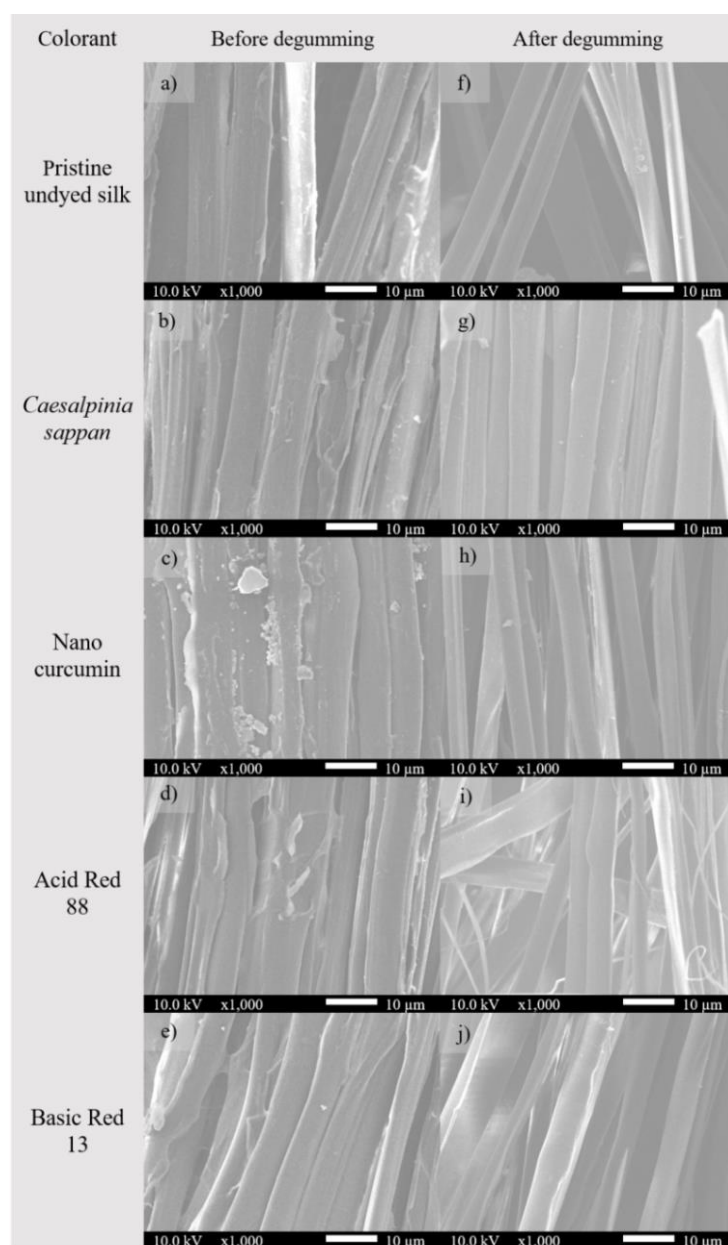 Colorant Before degumming After degumming
a) f)
Pristine
undyed silk
10.0 kV x1,000 10 µm 10.0 kV x1,000 10 µm
b) g)
Caesalpinia
sappan
10.0 kV x1,000 10 µm 10.0 kV x1,000 10 µm
c) h)
Nano
curcumin
10.0 kV x1,000 10 µm 10.0 kV x1,000 10 µm
d) i)
Acid Red
88
10.0 kV x1,000 10 µm 10.0 kV x1,000 10 µm
e) j)
Basic Red
13
10.0 kV x1,000 10 µm 10.0 kV x1,000 10 µm